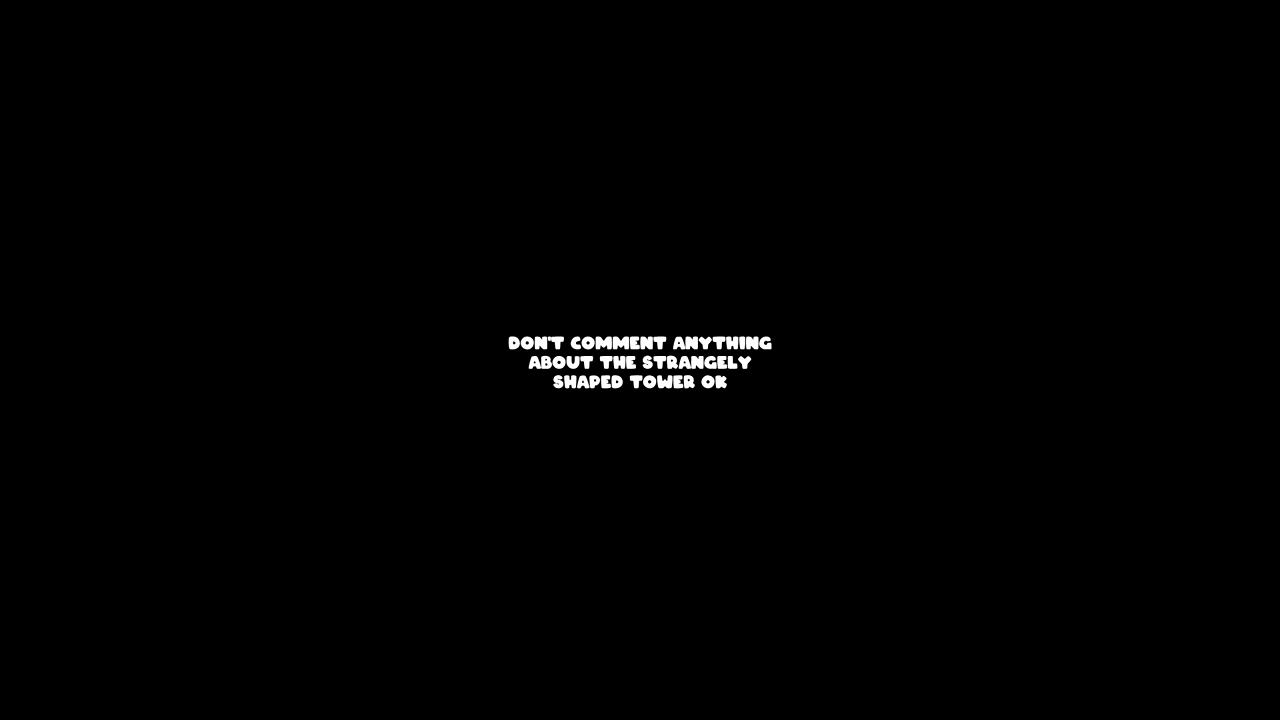 DON'T COMMENT ANYTHING
ABOUT THE STRANGELY
SHAPED TOWER OK